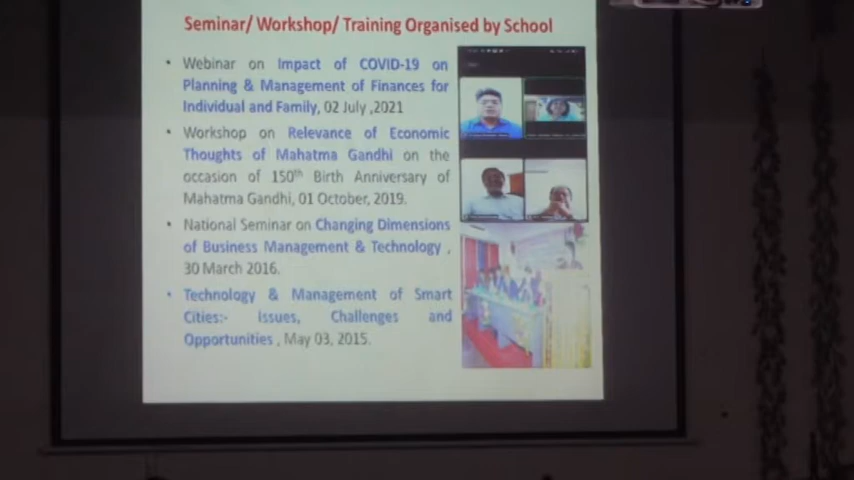 Seminar/ Workshop/ Training Organised by School
• Webinar on Impact of COVID-19 on
Planning & Management of Finances for
Individual and Family, 02 July ,2021
• Workshop on Relevance of Economic
Thoughts of Mahatma Gandhi on the
occasion of 150th Birth Anniversary of
Mahatma Gandhi, 01 October, 2019.
• National Seminar on Changing Dimensions
of Business Management & Technology ,
30 March 2016.
• Technology & Management of Smart
Cities:- Issues, Challenges and
Opportunities , May 03, 2015.